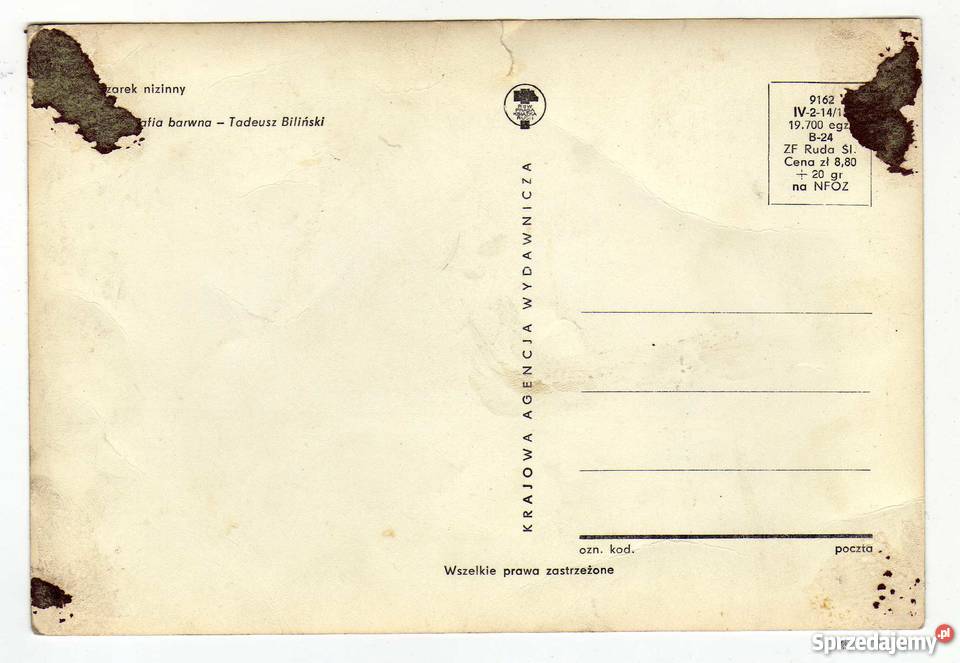 zarek nizinny
afia barwna – Tadeusz Biliński
KRAJOWA AGENCJA WYDAWNICZA
9162
IV-2-14/1
19.700 egz.
B-24
ZF Ruda Śl.
Cena zł 8,80
+ 20 gr
na NFOZ
ozn. kod.
poczta
Wszelkie prawa zastrzeżone
Sprzedajemy.pl